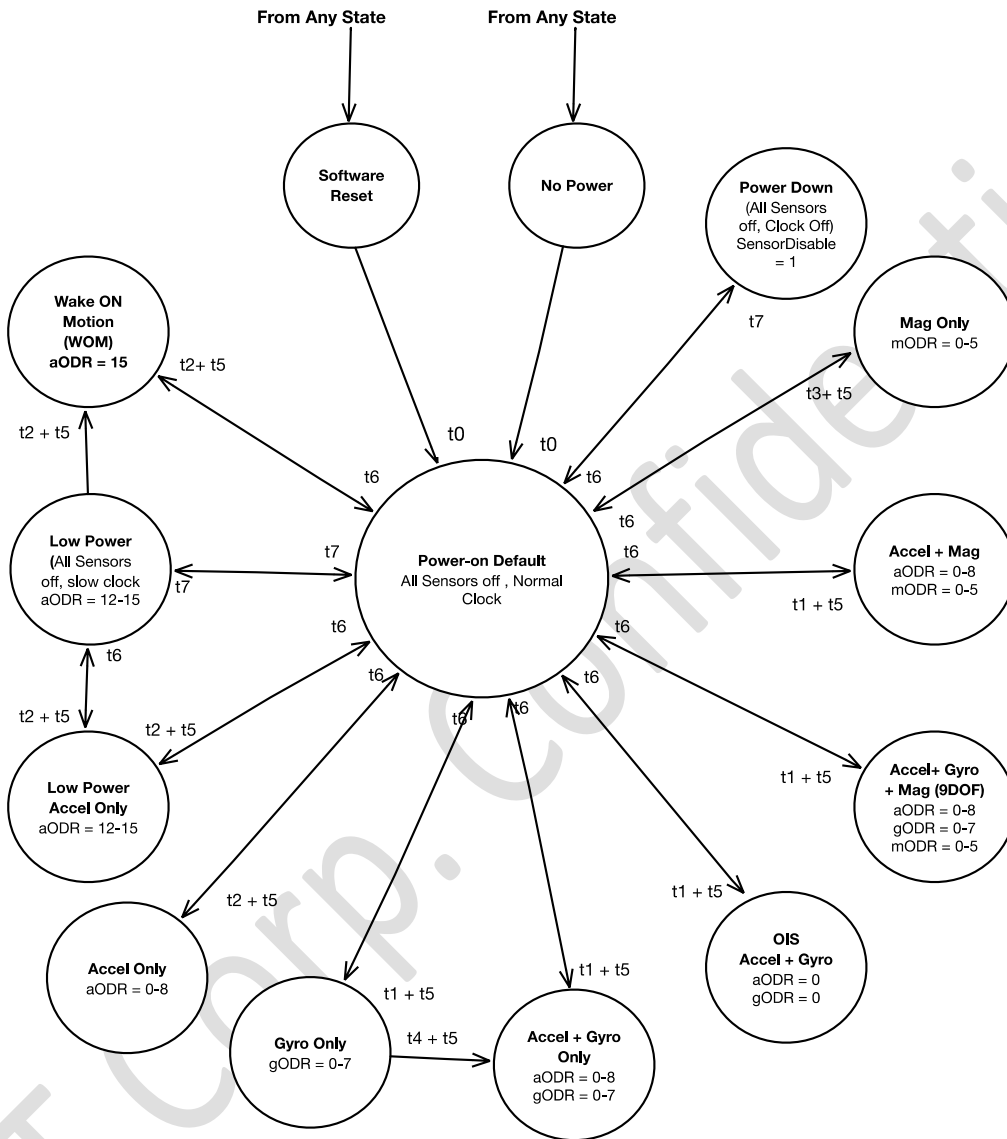 From Any State
From Any State
Software
Reset
No Power
Power Down
(All Sensors
off, Clock Off)
SensorDisable
= 1
Wake ON
Motion
(WOM)
aODR = 15
t7
Mag Only
mODR = 0-5
t2+ t5
t3+ t5
t2 + t5
t0
t0
t6
t6
t6
Low Power
(All Sensors
off, slow clock
aODR = 12-15
t7
t7
Power-on Default
All Sensors off , Normal
Clock
t6
Accel + Mag
aODR = 0-8
mODR = 0-5
t1 + t5
t6
t6
t6
t6
t6
t6
t6
t2 + t5
t2 + t5
Low Power
Accel Only
aODR = 12-15
t1 + t5
Accel+ Gyro
+ Mag (9DOF)
aODR = 0-8
gODR = 0-7
mODR = 0-5
t2 + t5
t1 + t5
Accel Only
aODR = 0-8
OIS
Accel + Gyro
aODR = 0
gODR = 0
t1 + t5
t1 + t5
Gyro Only
gODR = 0-7
t4 + t5
Accel + Gyro
Only
aODR = 0-8
gODR = 0-7
Corp. Confidenti